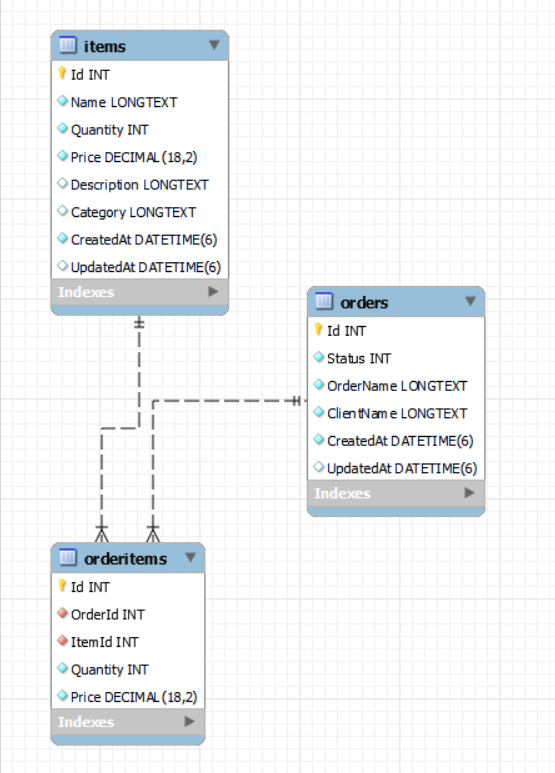 items
Id INT
Name LONGTEXT
Quantity INT
Price DECIMAL(18,2)
Description LONGTEXT
Category LONGTEXT
CreatedAt DATETIME(6)
UpdatedAt DATETIME(6)
Indexes
orders
Id INT
Status INT
OrderName LONGTEXT
ClientName LONGTEXT
CreatedAt DATETIME(6)
UpdatedAt DATETIME(6)
Indexes
orderitems
Id INT
OrderId INT
ItemId INT
Quantity INT
Price DECIMAL(18,2)
Indexes